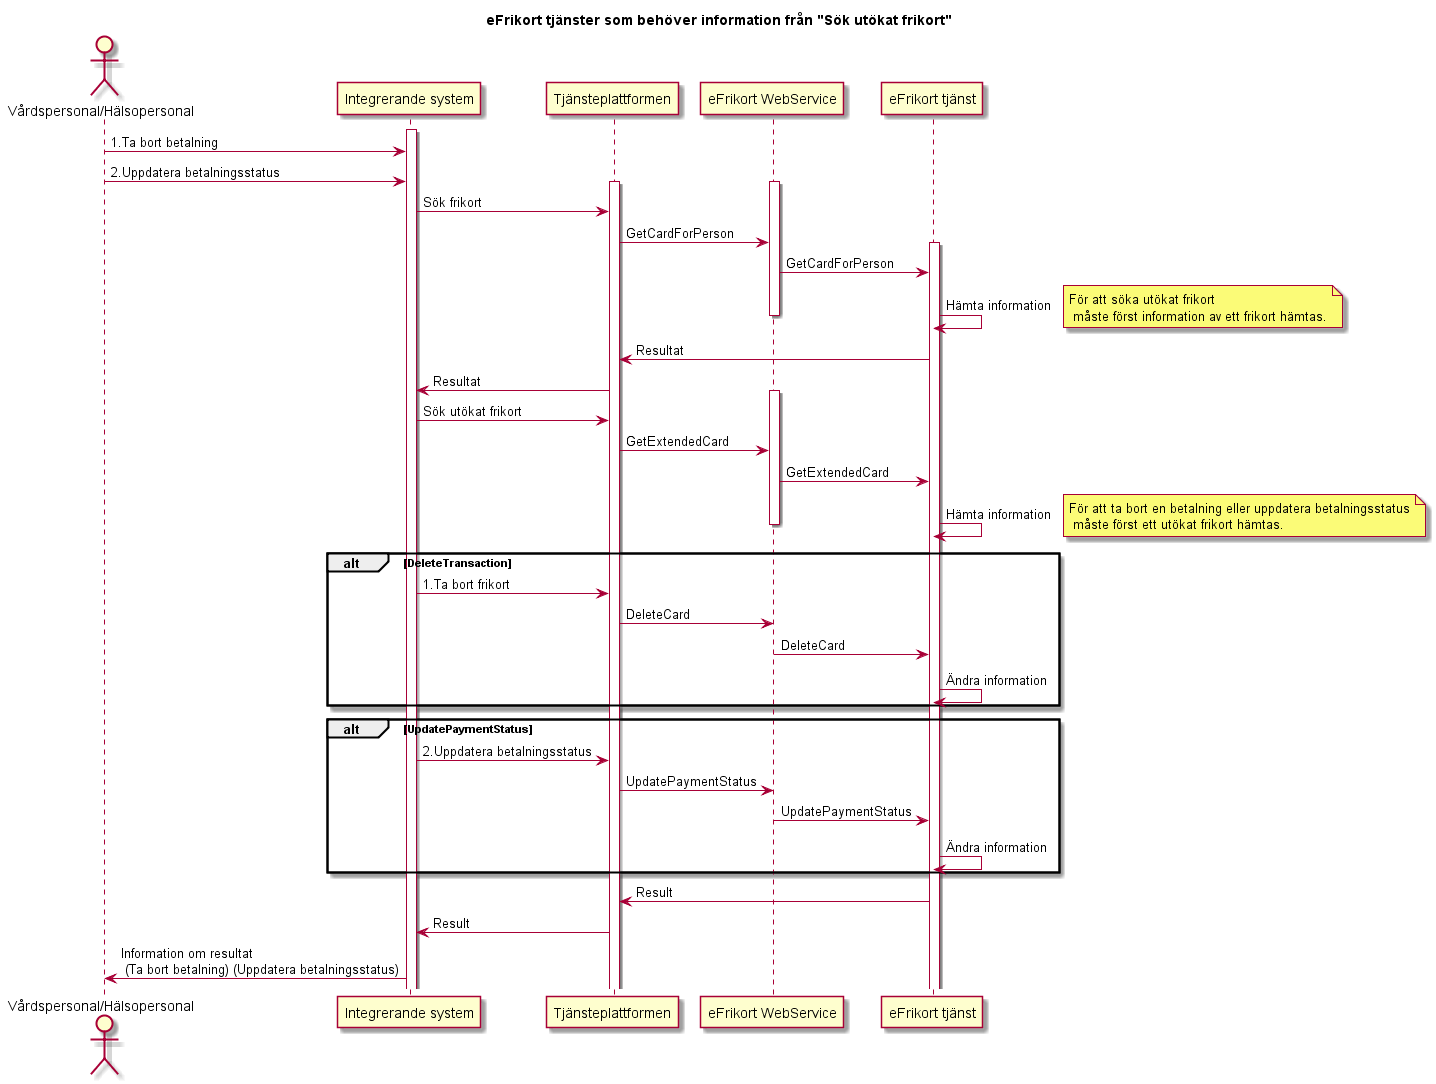 eFrikort tjänster som behöver information från "Sök utökat frikort"
Vårdspersonal/Hälsopersonal
Integrerande system
Tjänsteplattformen
eFrikort WebService
eFrikort tjänst
1.Ta bort betalning
2.Uppdatera betalningsstatus
Sök frikort
GetCardForPerson
GetCardForPerson
Hämta information
För att söka utökat frikort
måste först information av ett frikort hämtas.
Resultat
Resultat
Sök utökat frikort
GetExtendedCard
GetExtendedCard
Hämta information
För att ta bort en betalning eller uppdatera betalningsstatus
måste först ett utökat frikort hämtas.
alt [DeleteTransaction]
1.Ta bort frikort
DeleteCard
DeleteCard
Ändra information
alt [UpdatePaymentStatus]
2.Uppdatera betalningsstatus
UpdatePaymentStatus
UpdatePaymentStatus
Ändra information
Result
Result
Information om resultat
(Ta bort betalning) (Uppdatera betalningsstatus)
Vårdspersonal/Hälsopersonal
Integrerande system
Tjänsteplattformen
eFrikort WebService
eFrikort tjänst